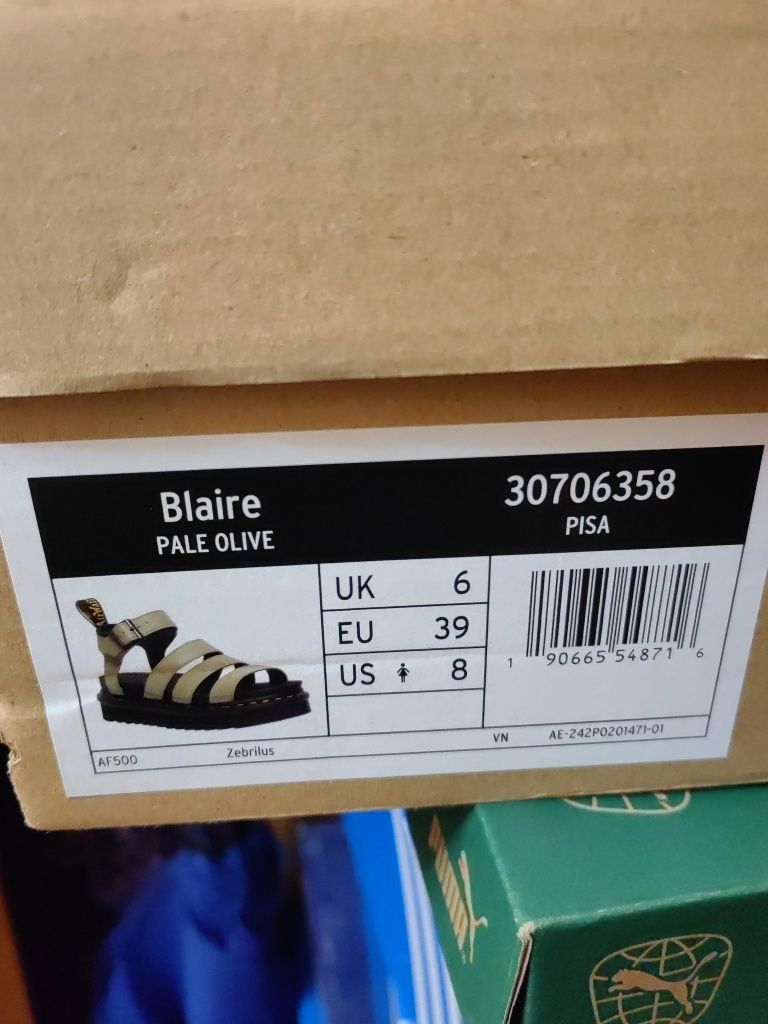 Blaire
PALE OLIVE
30706358
PISA
UK 6
EU 39
US 8
1 90665 54871 6
AF500 Zebrilus VN AE-242P0201471-01